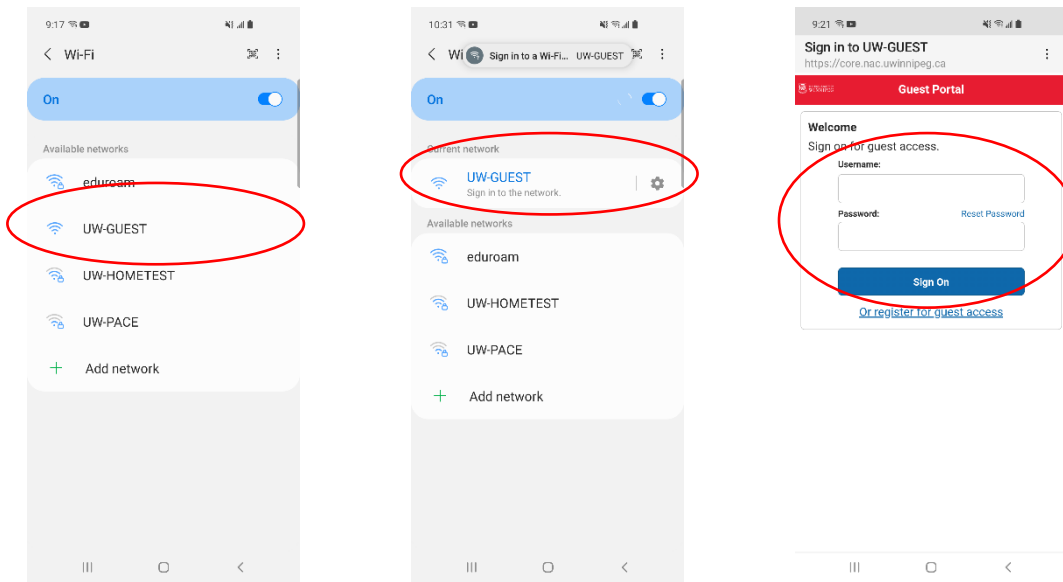 9:17
Wi-Fi
On
Available networks
eduroam
UW-GUEST
UW-HOMETEST
UW-PACE
Add network
10:31
Wi
Sign in to a Wi-Fi... UW-GUEST
On
Current network
UW-GUEST
Sign in to the network.
Available networks
eduroam
UW-HOMETEST
UW-PACE
Add network
9:21
Sign in to UW-GUEST
https://core.nac.uwinnipeg.ca
Guest Portal
Welcome
Sign on for guest access.
Username:
Password: Reset Password
Sign On
Or register for guest access